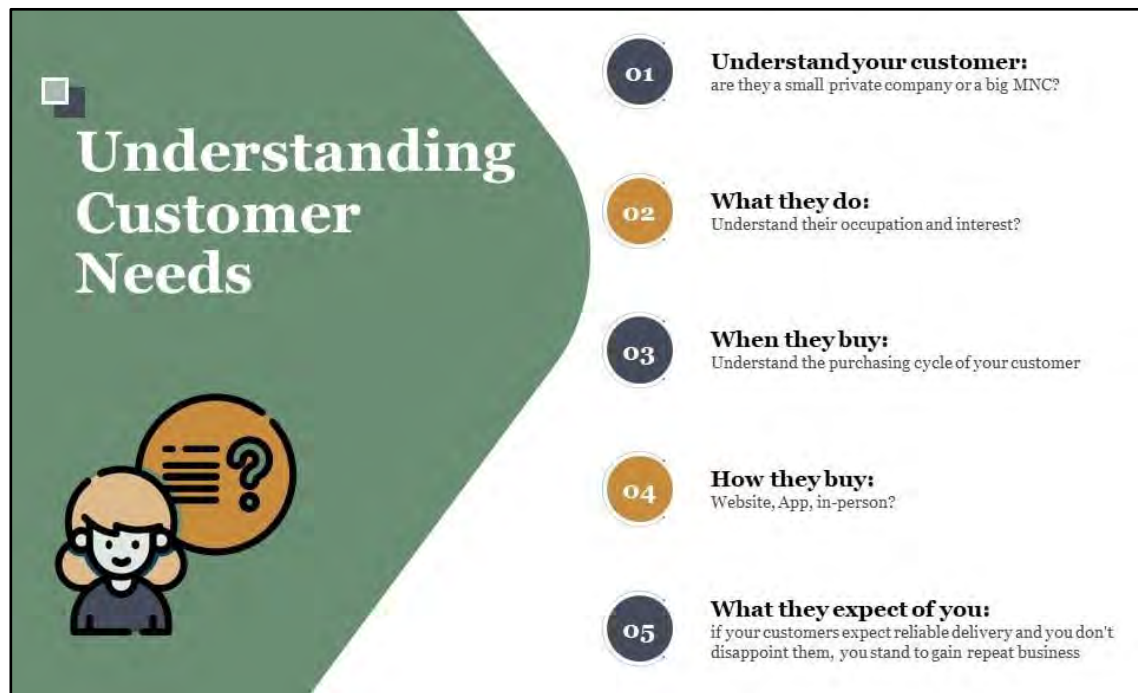 Understanding
Customer
Needs
01
Understand your customer:
are they a small private company or a big MNC?
02
What they do:
Understand their occupation and interest?
03
When they buy:
Understand the purchasing cycle of your customer
04
How they buy:
Website, App, in-person?
05
What they expect of you:
if your customers expect reliable delivery and you don't
disappoint them, you stand to gain repeat business